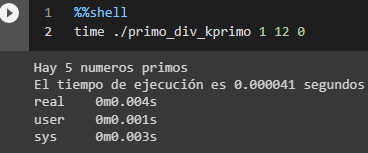 1 %%shell
2 time ./primo_div_kprimo 1 12 0
Hay 5 numeros primos
El tiempo de ejecución es 0.000041 segundos
real 0m0.004s
user 0m0.001s
sys 0m0.003s